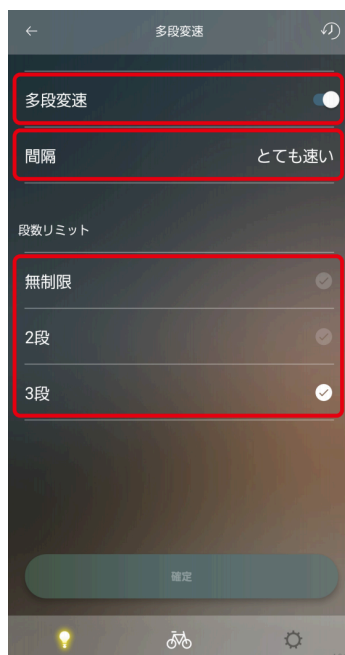 多段変速
多段変速
間隔 とても速い
段数リミット
無制限
2段
3段
確定